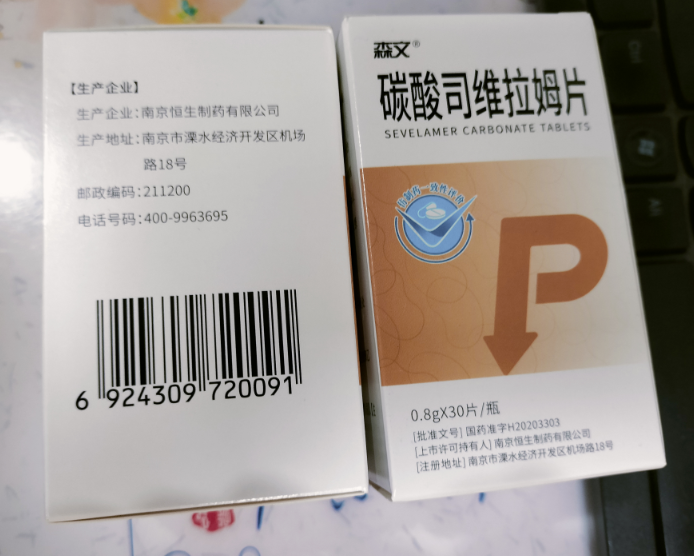 【生产企业】
生产企业:南京恒生制药有限公司
生产地址:南京市溧水经济开发区机场
路18号
邮政编码:211200
电话号码:400-9963695
6 924309 720091
森文®
碳酸司维拉姆片
SEVELAMER CARBONATE TABLETS
与原研药一致性评价
P
0.8gX30片/瓶
[批准文号] 国药准字H20203303
[上市许可持有人] 南京恒生制药有限公司
[注册地址] 南京市溧水经济开发区机场路18号